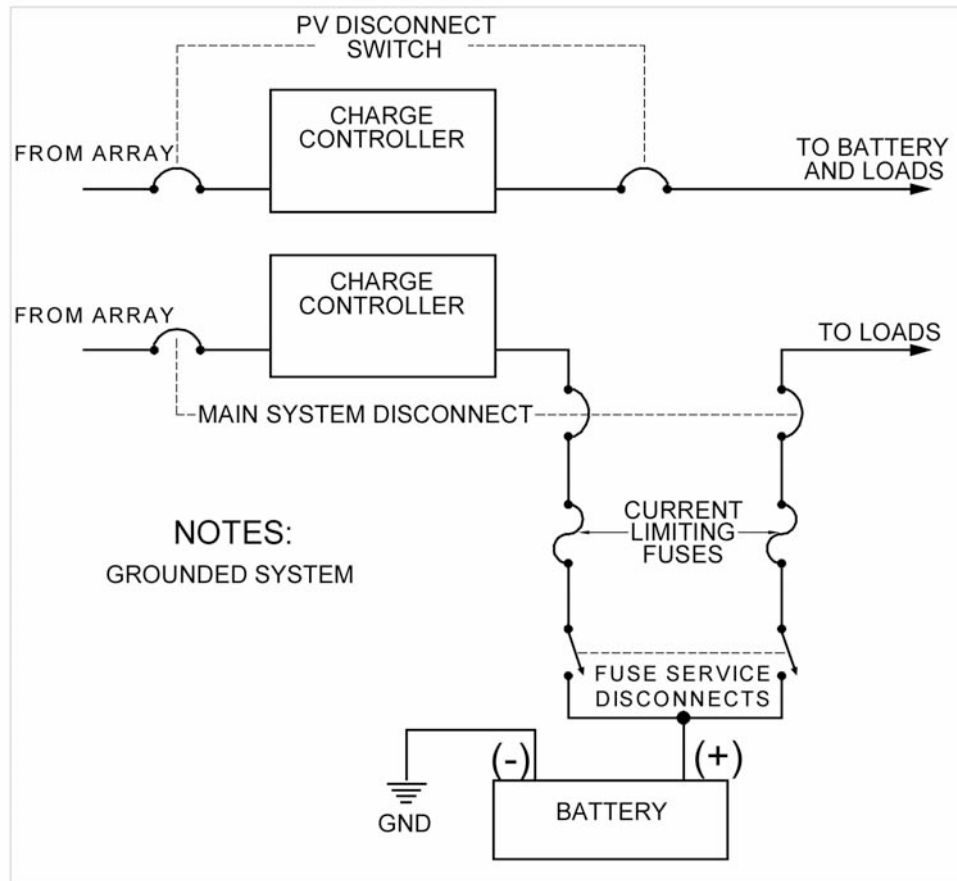 PV DISCONNECT
SWITCH
CHARGE
CONTROLLER
FROM ARRAY
TO BATTERY
AND LOADS
CHARGE
CONTROLLER
FROM ARRAY
TO LOADS
MAIN SYSTEM DISCONNECT
NOTES:
GROUNDED SYSTEM
CURRENT
LIMITING
FUSES
FUSE SERVICE
DISCONNECTS
(-)
(+)
GND
BATTERY